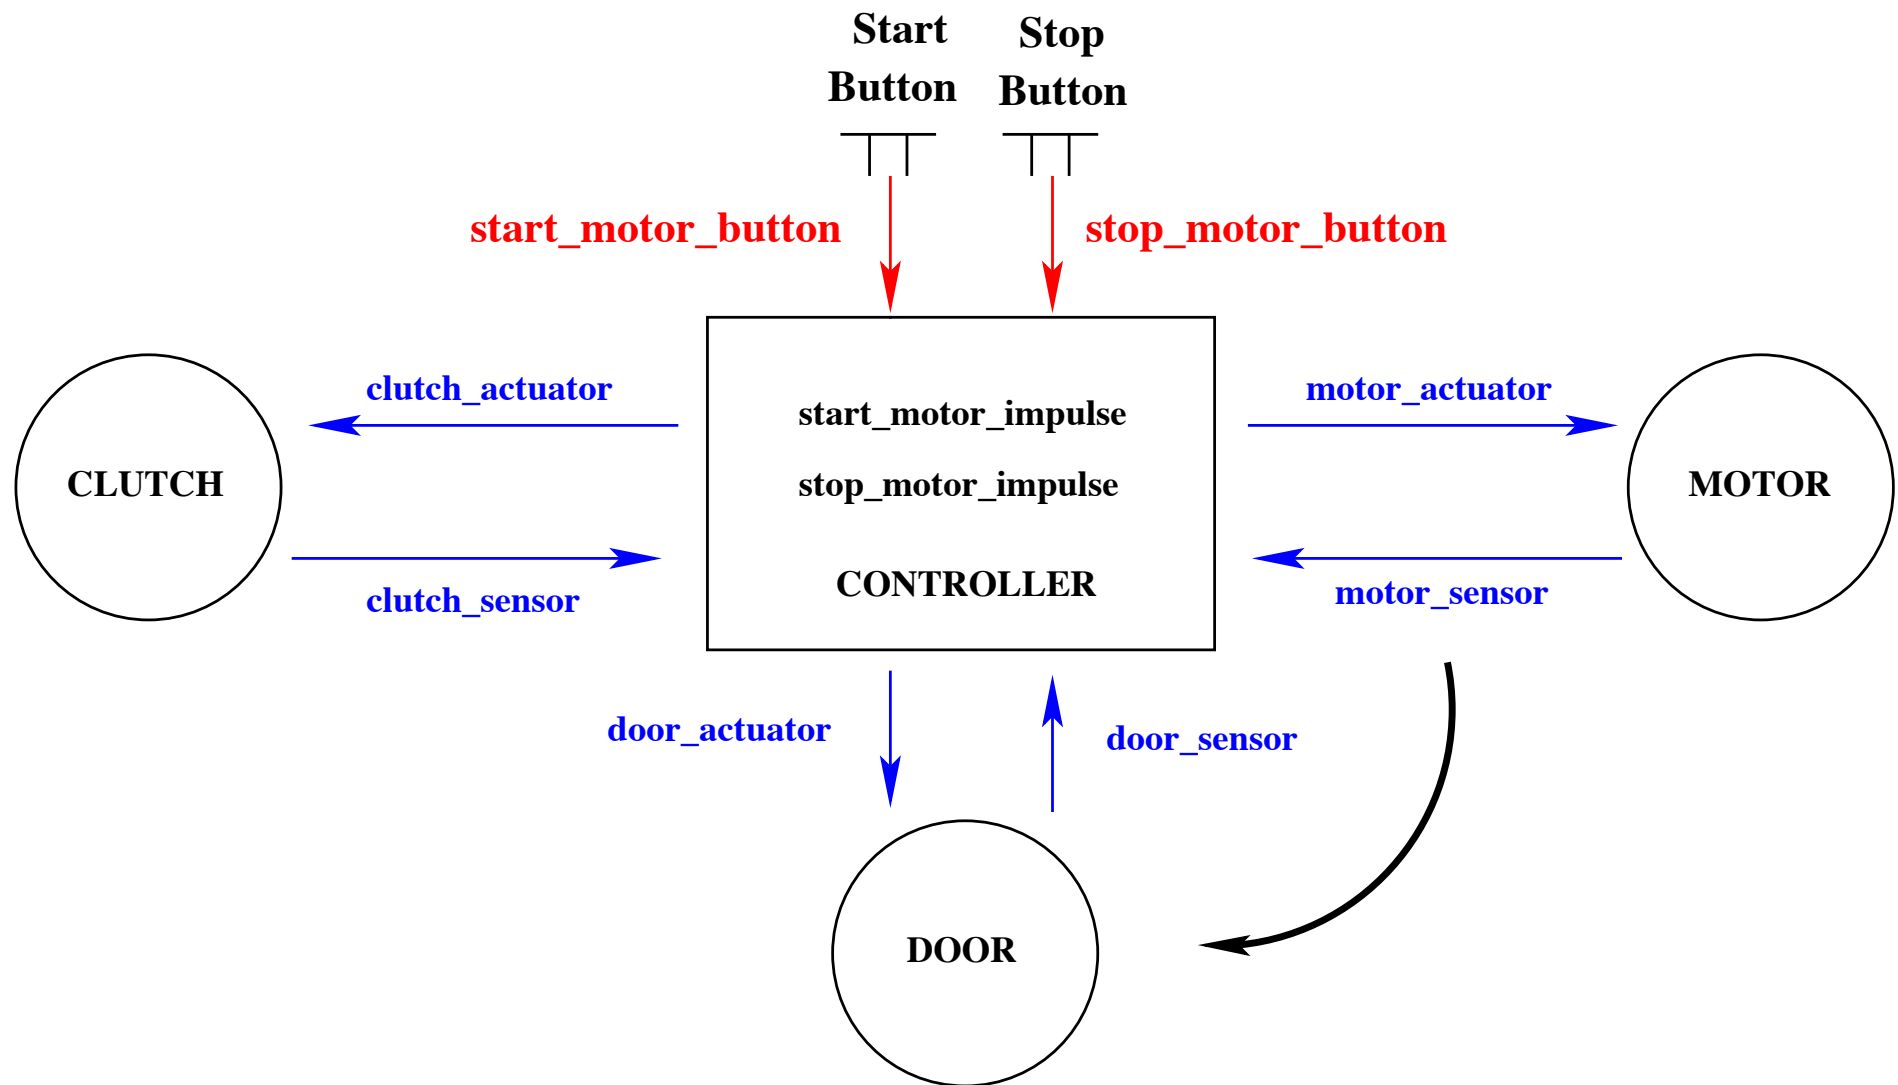 Start
Button
Stop
Button
start_motor_button
stop_motor_button
clutch_actuator
motor_actuator
start_motor_impulse
CLUTCH
stop_motor_impulse
MOTOR
CONTROLLER
clutch_sensor
motor_sensor
door_actuator
door_sensor
DOOR